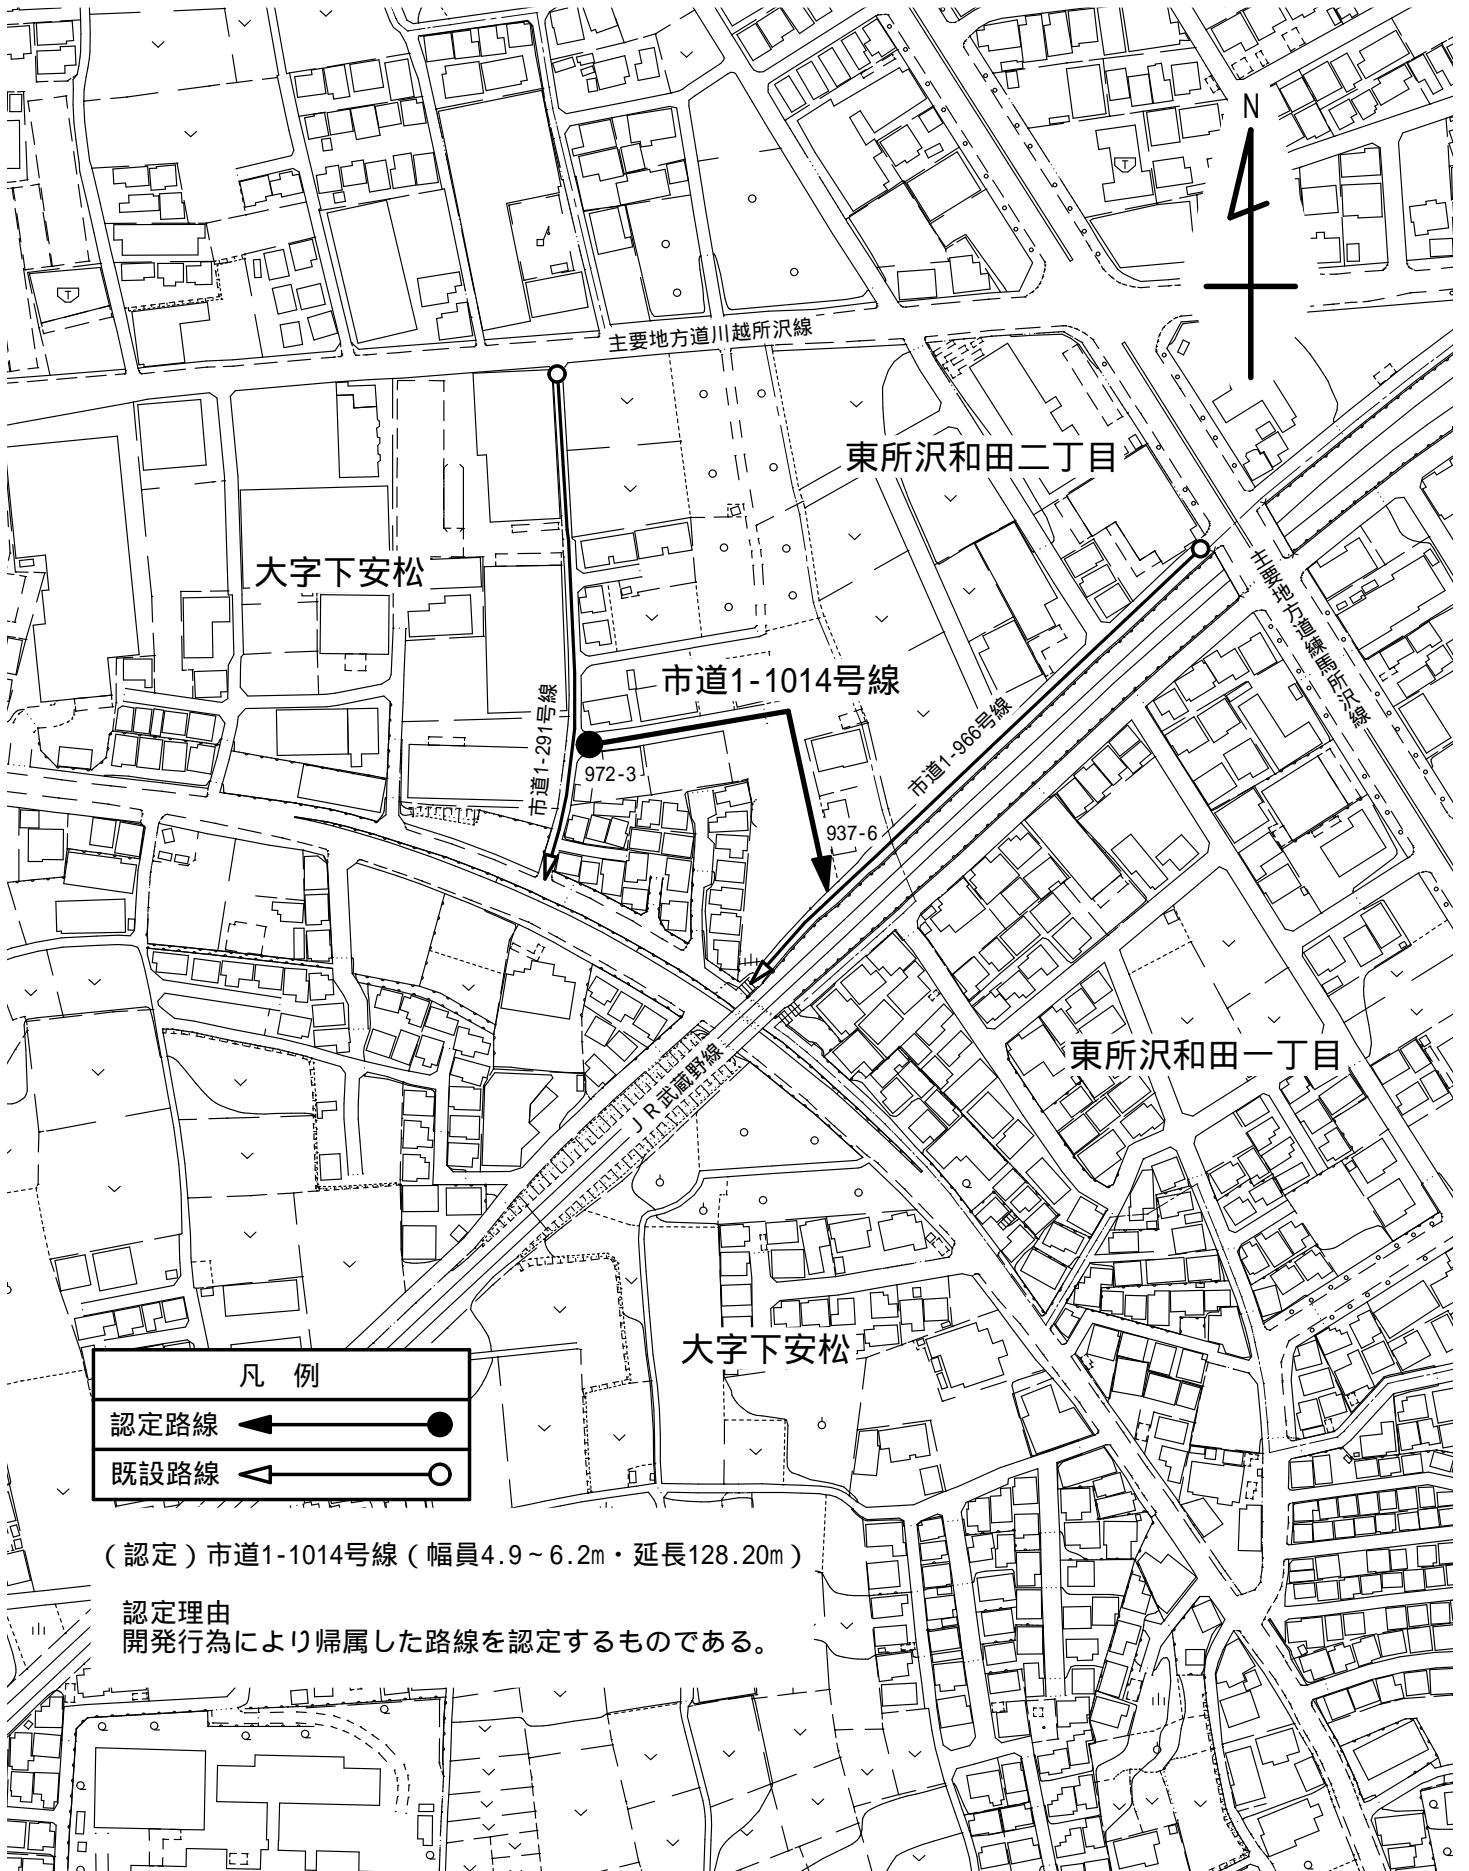 N
主要地方道川越所沢線
東所沢和田二丁目
大字下安松
主要地方道練馬所沢線
市道1-1014号線
市道1-291号線
市道1-966号線
972-3
937-6
東所沢和田一丁目
JR武蔵野線
大字下安松
凡 例
認定路線
既設路線
(認定)市道1-1014号線(幅員4.9~6.2m・延長128.20m)
認定理由
開発行為により帰属した路線を認定するものである。